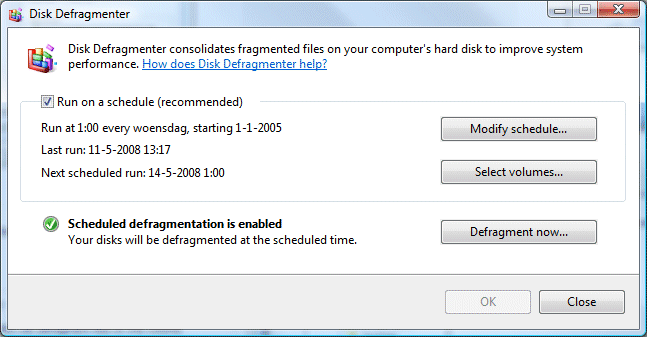 Disk Defragmenter
Disk Defragmenter consolidates fragmented files on your computer's hard disk to improve system
performance. How does Disk Defragmenter help?
Run on a schedule (recommended)
Run at 1:00 every woensdag, starting 1-1-2005
Modify schedule...
Last run: 11-5-2008 13:17
Next scheduled run: 14-5-2008 1:00
Select volumes...
Scheduled defragmentation is enabled
Your disks will be defragmented at the scheduled time.
Defragment now...
OK
Close